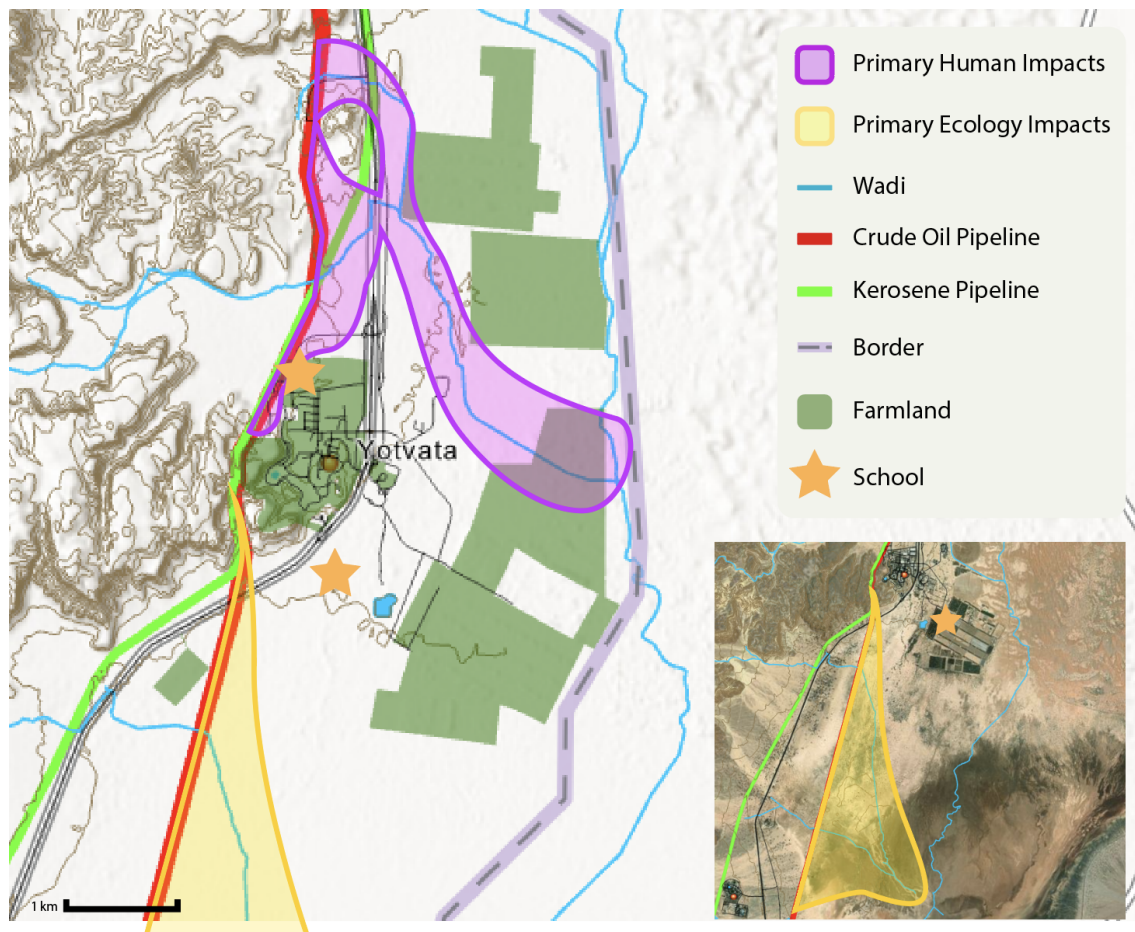 Primary Human Impacts
Primary Ecology Impacts
Wadi
Crude Oil Pipeline
Kerosene Pipeline
Border
Farmland
School
Yotvata
1 km